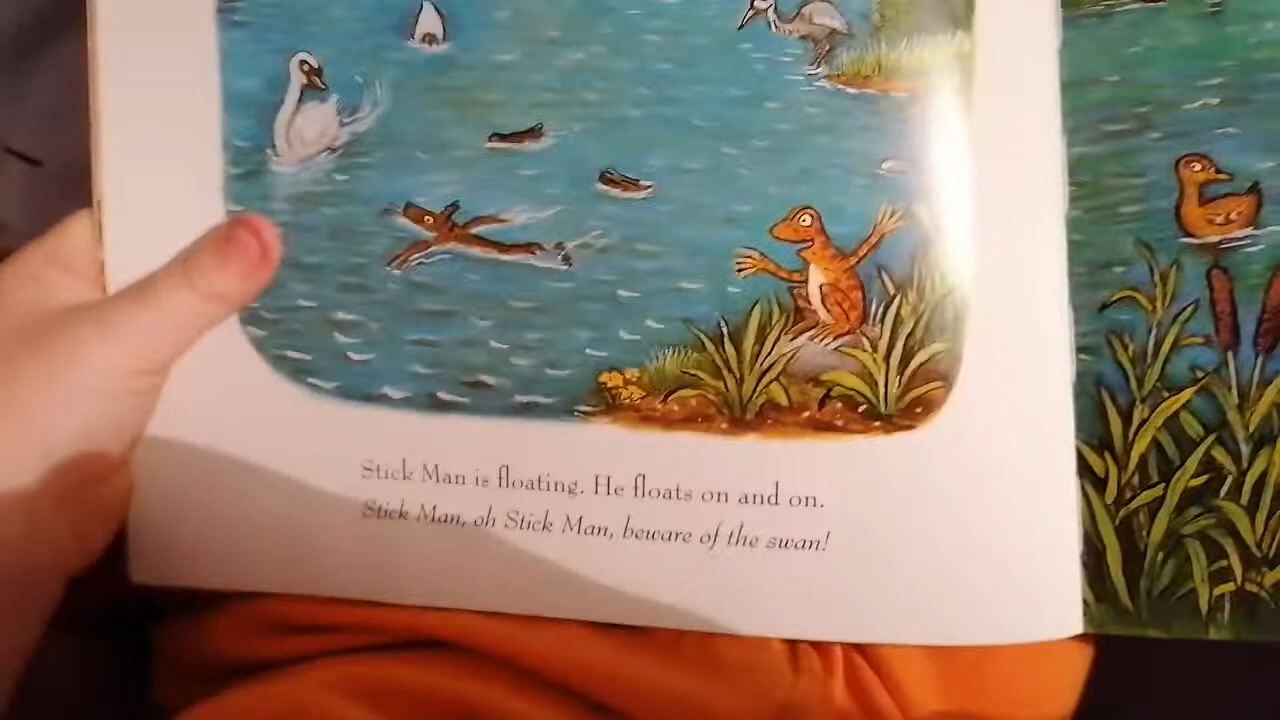 Stick Man is floating. He floats on and on.
Stick Man, oh Stick Man, beware of the swan!